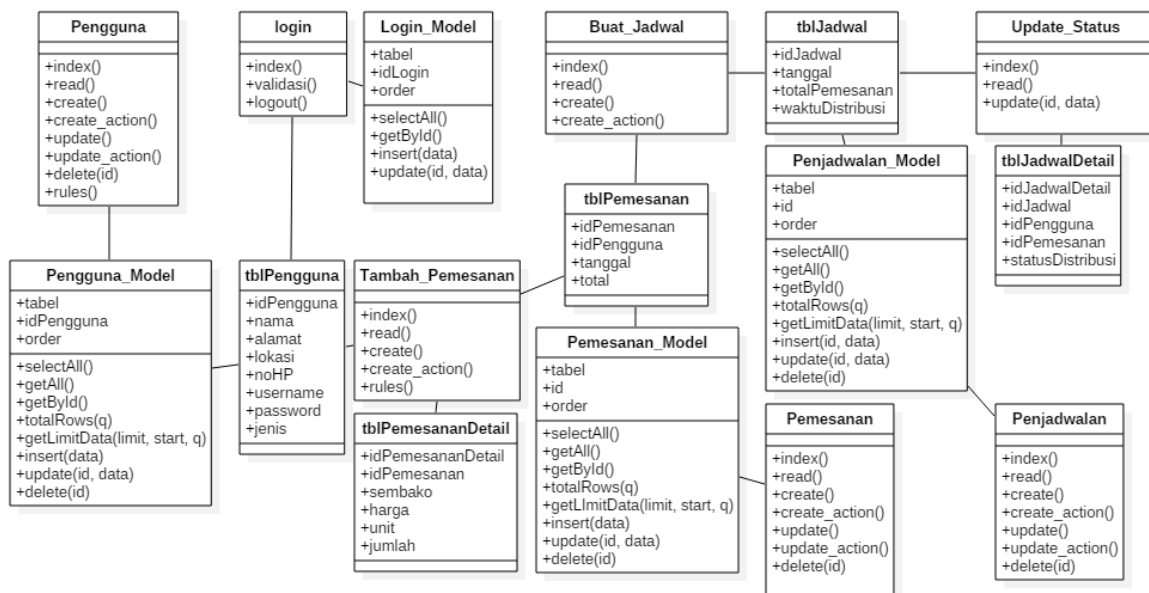 Pengguna
+index()
+read()
+create()
+create_action()
+update()
+update_action()
+delete(id)
+rules()
login
+index()
+validasi()
+logout()
Login_Model
+tabel
+idLogin
+order
+selectAll()
+getById()
+insert(data)
+update(id, data)
Buat_Jadwal
+index()
+read()
+create()
+create_action()
tblJadwal
+idJadwal
+tanggal
+totalPemesanan
+waktuDistribusi
Update_Status
+index()
+read()
+update(id, data)
Penjadwalan_Model
+tabel
+id
+order
+selectAll()
+getAll()
+getById()
+totalRows(q)
+getLimitData(limit, start, q)
+insert(id, data)
+update(id, data)
+delete(id)
tblJadwalDetail
+idJadwalDetail
+idJadwal
+idPengguna
+idPemesanan
+statusDistribusi
tblPemesanan
+idPemesanan
+idPengguna
+tanggal
+total
Pengguna_Model
+tabel
+idPengguna
+order
+selectAll()
+getAll()
+getById()
+totalRows(q)
+getLimitData(limit, start, q)
+insert(data)
+update(id, data)
+delete(id)
tblPengguna
+idPengguna
+nama
+alamat
+lokasi
+noHP
+username
+password
+jenis
Tambah_Pemesanan
+index()
+read()
+create()
+create_action()
+rules()
tblPemesananDetail
+idPemesananDetail
+idPemesanan
+sembako
+harga
+unit
+jumlah
Pemesanan_Model
+tabel
+id
+order
+selectAll()
+getAll()
+getById()
+totalRows(q)
+getLImitData(limit, start, q)
+insert(data)
+update(id, data)
+delete(id)
Pemesanan
+index()
+read()
+create()
+create_action()
+update()
+update_action()
+delete(id)
Penjadwalan
+index()
+read()
+create()
+create_action()
+update()
+update_action()
+delete(id)